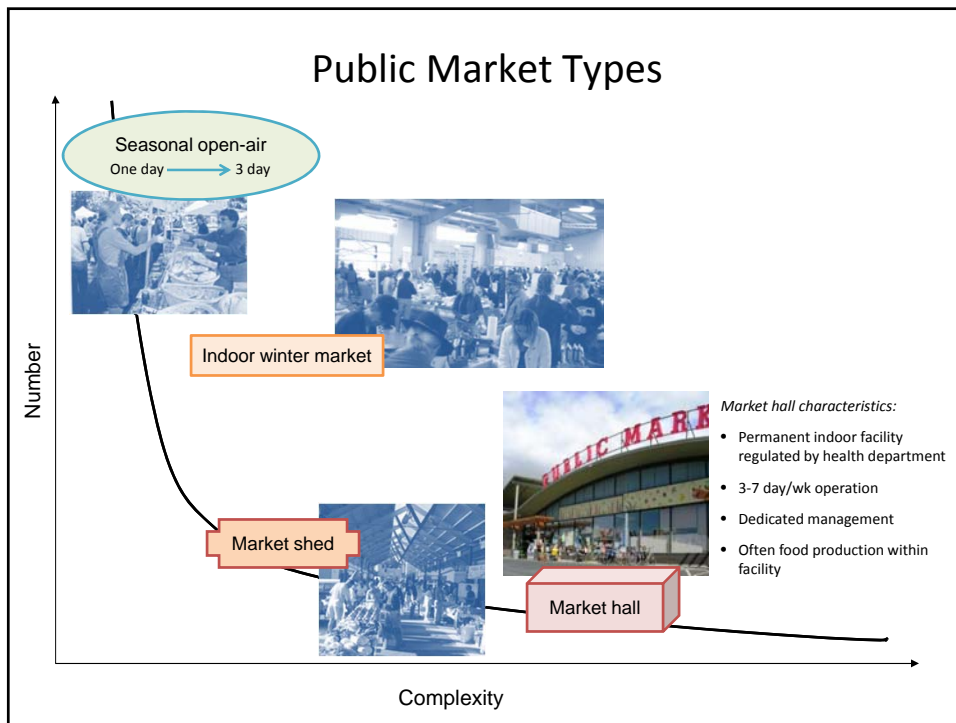 Public Market Types
Seasonal open-air
One day 3 day
Indoor winter market
Number
PUBLIC MARK
Market hall characteristics:
• Permanent indoor facility
regulated by health department
• 3-7 day/wk operation
• Dedicated management
• Often food production within
facility
Market shed
Market hall
Complexity